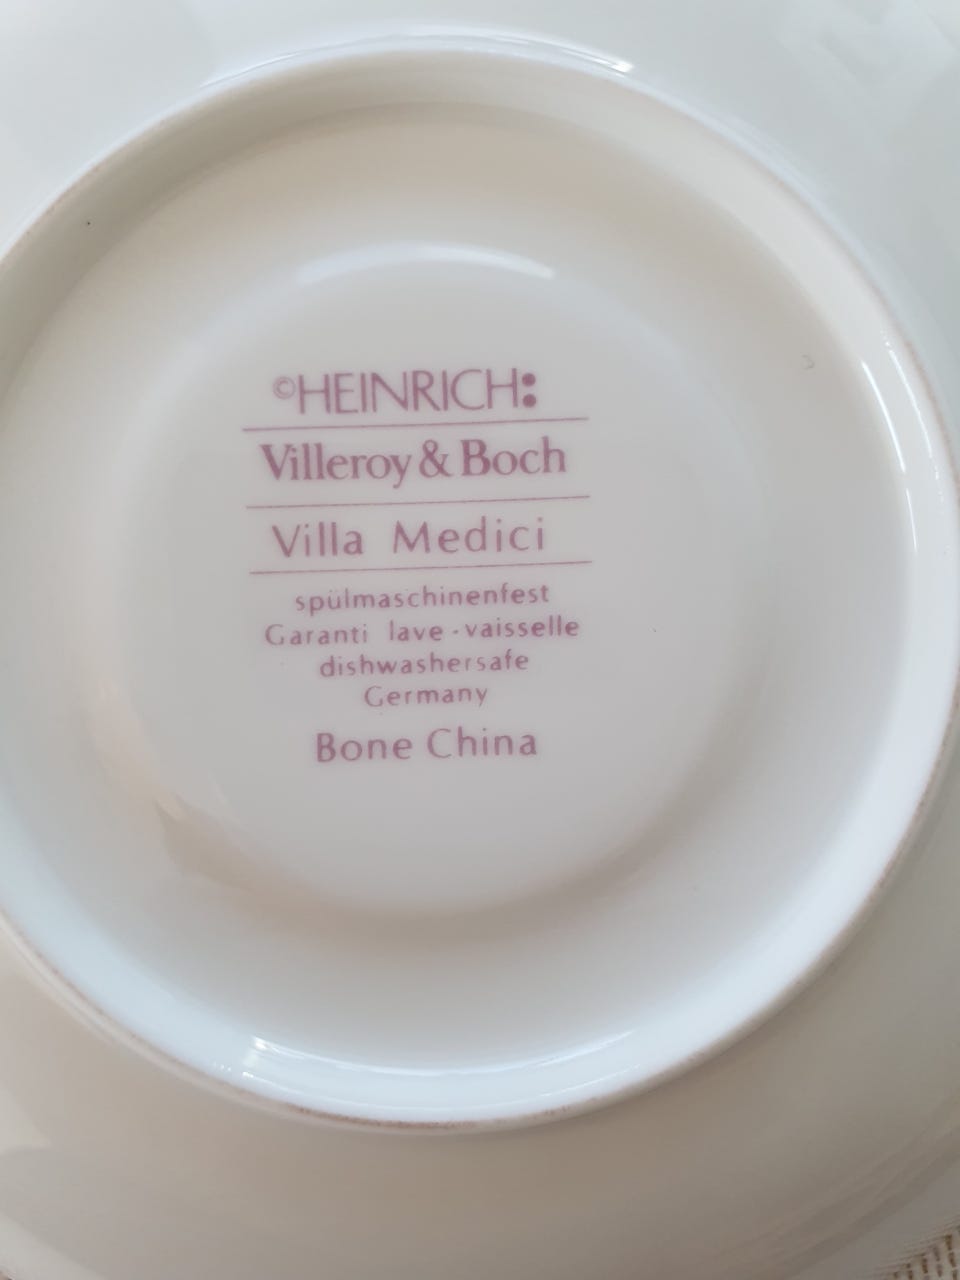 ©HEINRICH:
Villeroy & Boch
Villa Medici
spülmaschinenfest
Garanti lave-vaisselle
dishwashersafe
Germany
Bone China